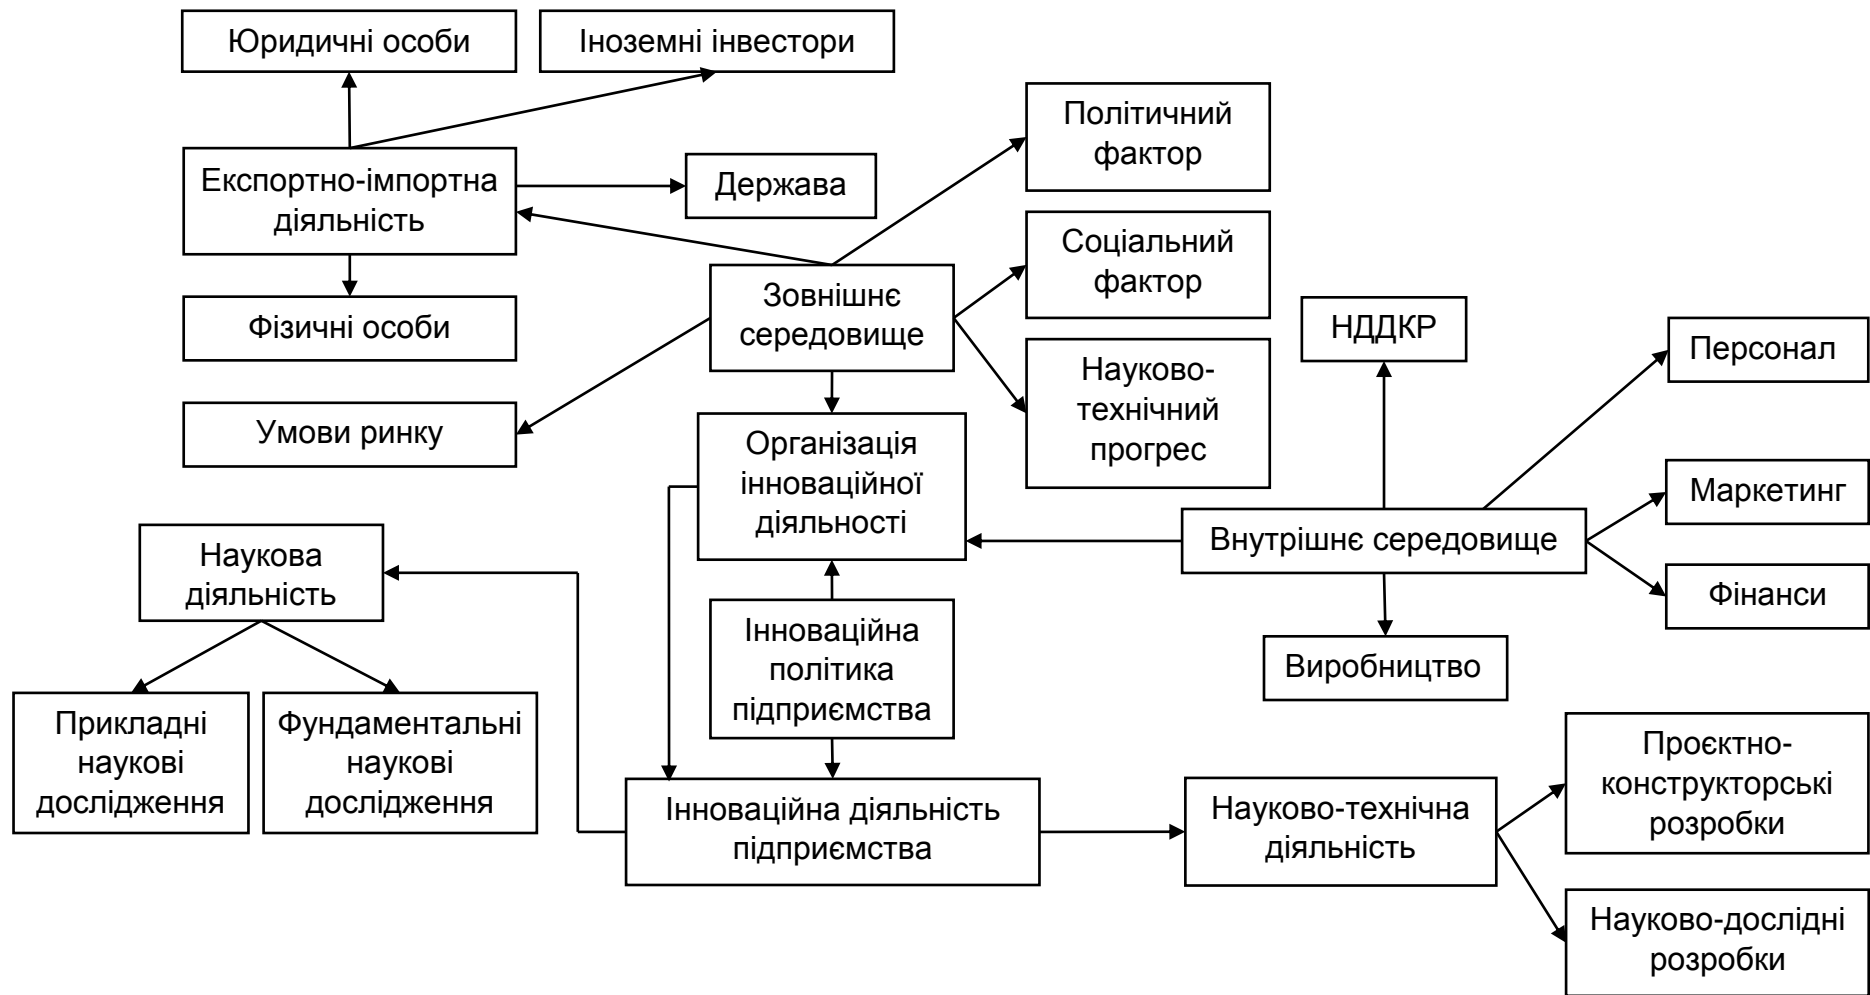 Юридичні особи
Іноземні інвестори
Політичний
фактор
Експортно-імпортна
діяльність
Держава
Соціальний
фактор
Зовнішнє
середовище
Фізичні особи
НДДКР
Персонал
Науково-
технічний
прогрес
Умови ринку
Організація
інноваційної
діяльності
Маркетинг
Внутрішнє середовище
Наукова
діяльність
Фінанси
Інноваційна
політика
підприємства
Виробництво
Прикладні
наукові
дослідження
Фундаментальні
наукові
дослідження
Проєктно-
конструкторські
розробки
Інноваційна діяльність
підприємства
Науково-технічна
діяльність
Науково-дослідні
розробки